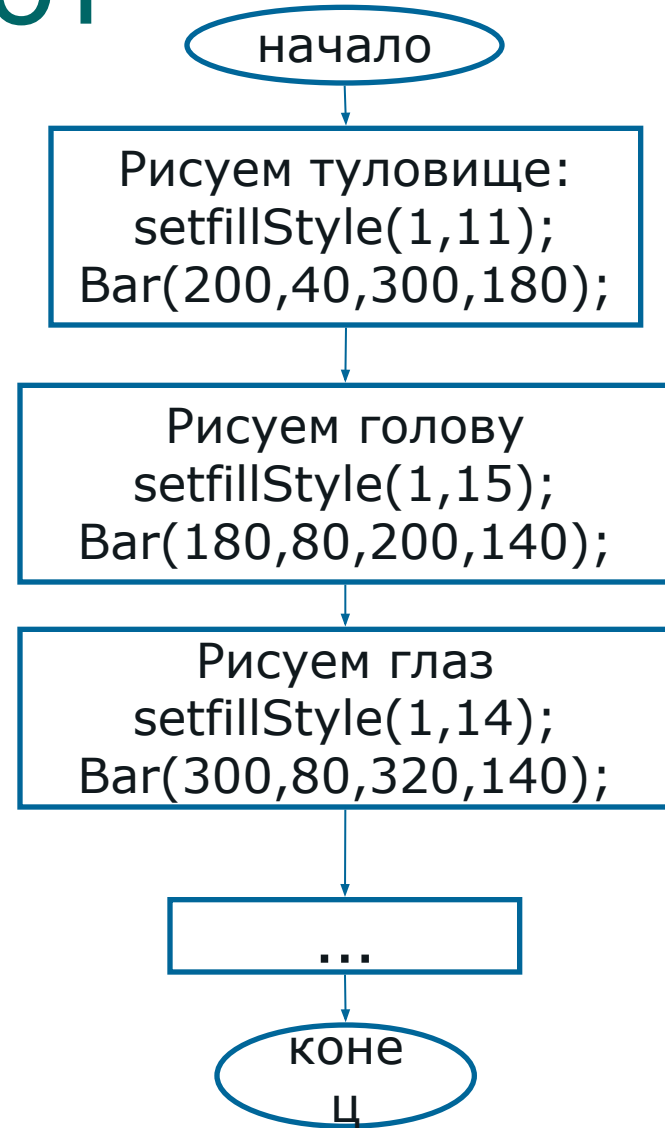 начало
Рисуем туловище:
setfillStyle(1,11);
Bar(200,40,300,180);
Рисуем голову
setfillStyle(1,15);
Bar(180,80,200,140);
Рисуем глаз
setfillStyle(1,14);
Bar(300,80,320,140);
...
коне
ц